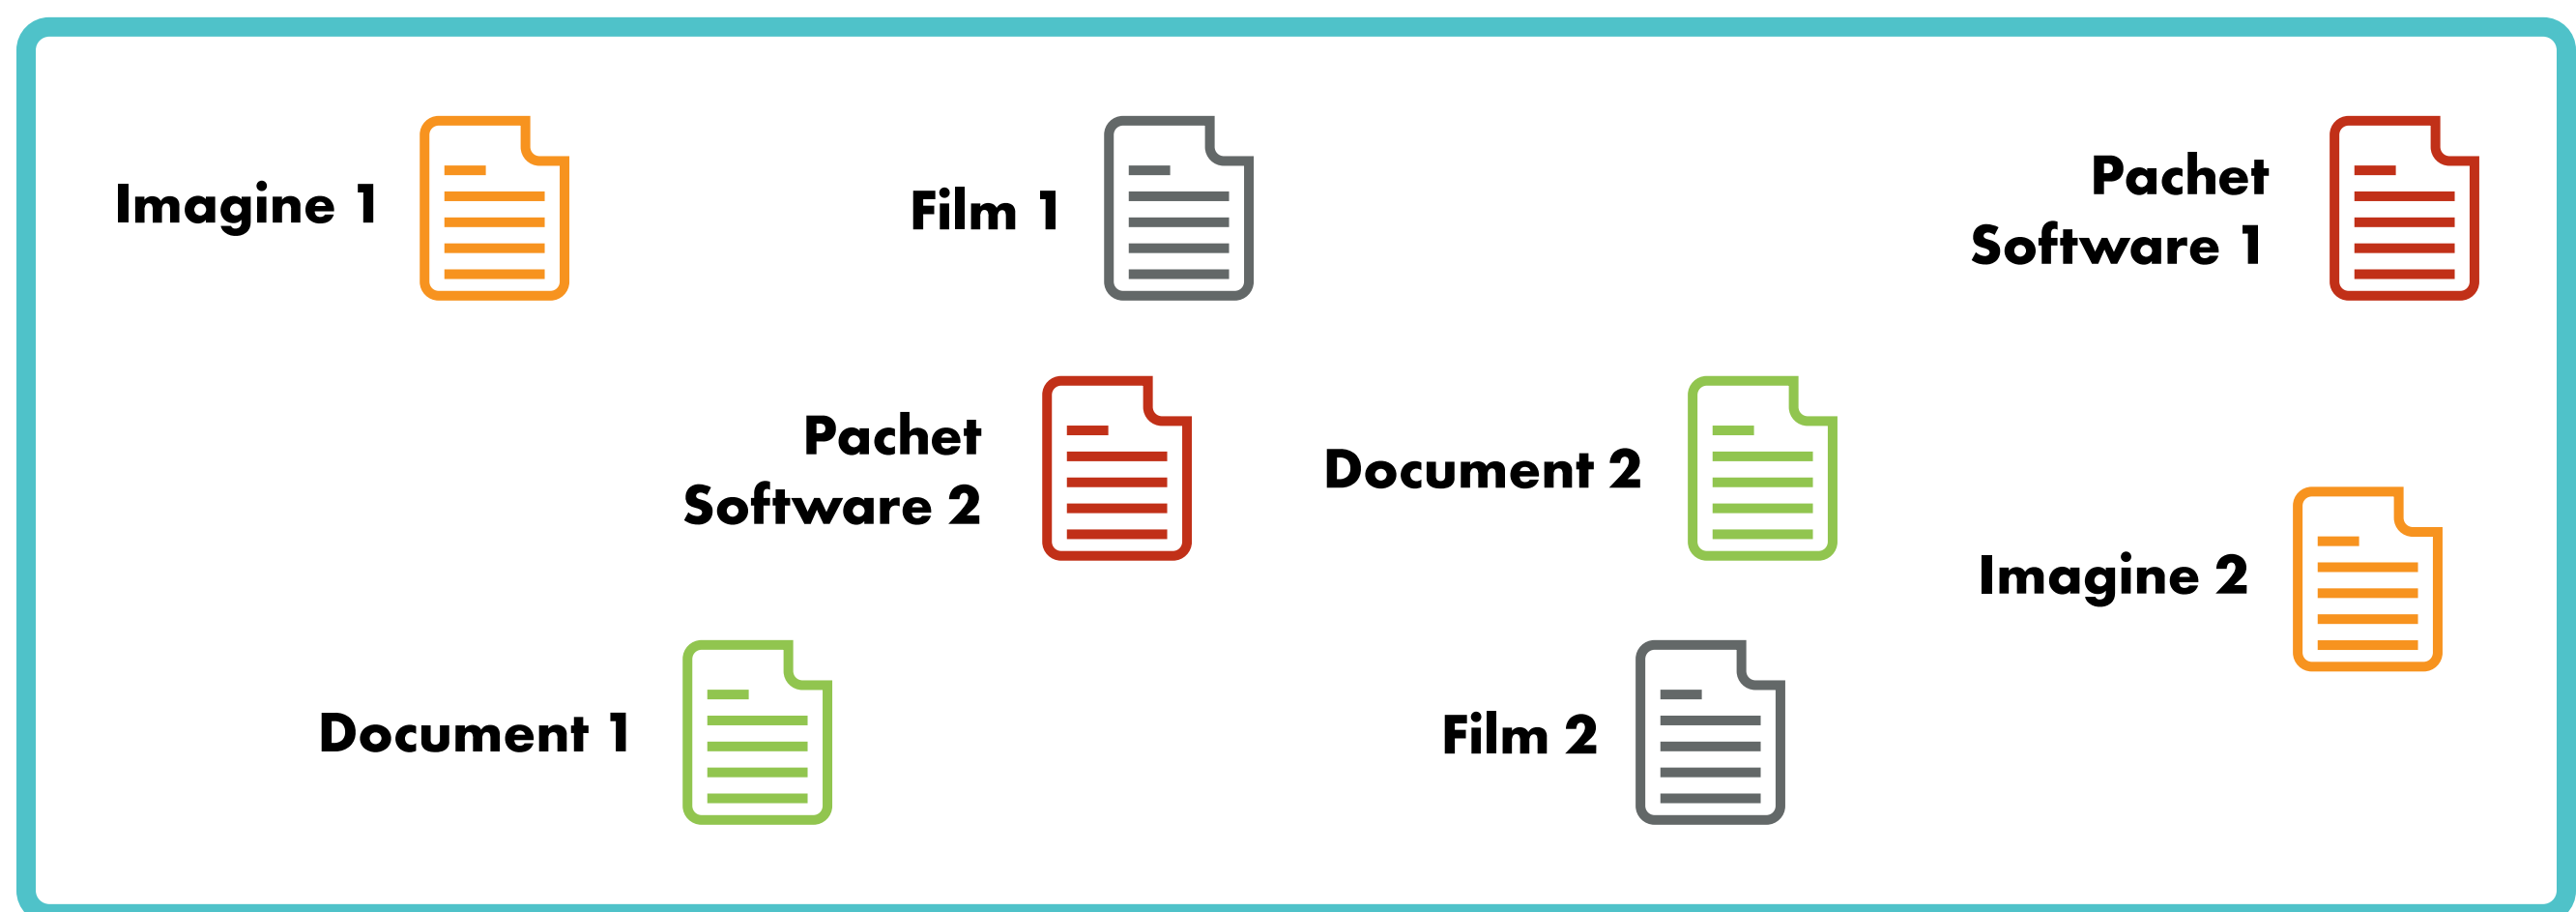 Imagine 1
Film 1
Pachet
Software 1
Pachet
Software 2
Document 2
Imagine 2
Document 1
Film 2